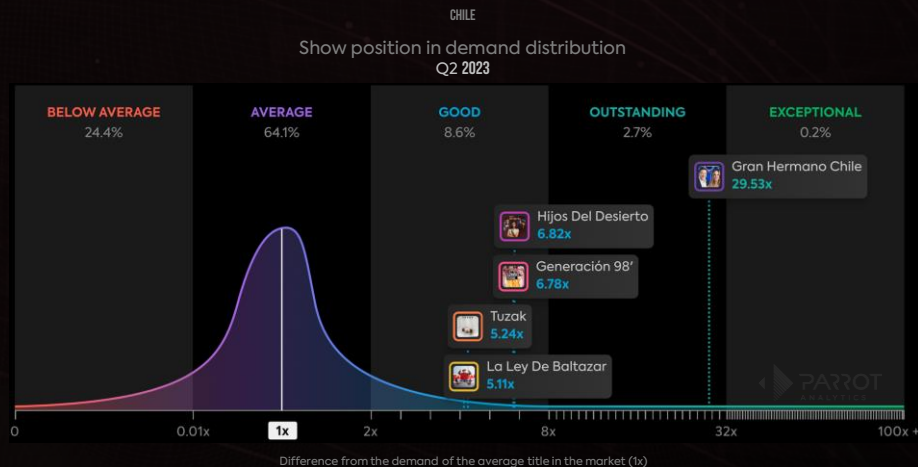 CHILE
Show position in demand distribution
Q2 2023
BELOW AVERAGE
24.4%
AVERAGE
64.1%
GOOD
8.6%
OUTSTANDING
2.7%
EXCEPTIONAL
0.2%
Gran Hermano Chile
29.53x
Hijos Del Desierto
6.82x
Generación 98'
6.78x
Tuzak
5.24x
La Ley De Baltazar
5.11x
PARROT
ANALYTICS
0 0.01x 1x 2x 8x 32x 100x +
Difference from the demand of the average title in the market (1x)